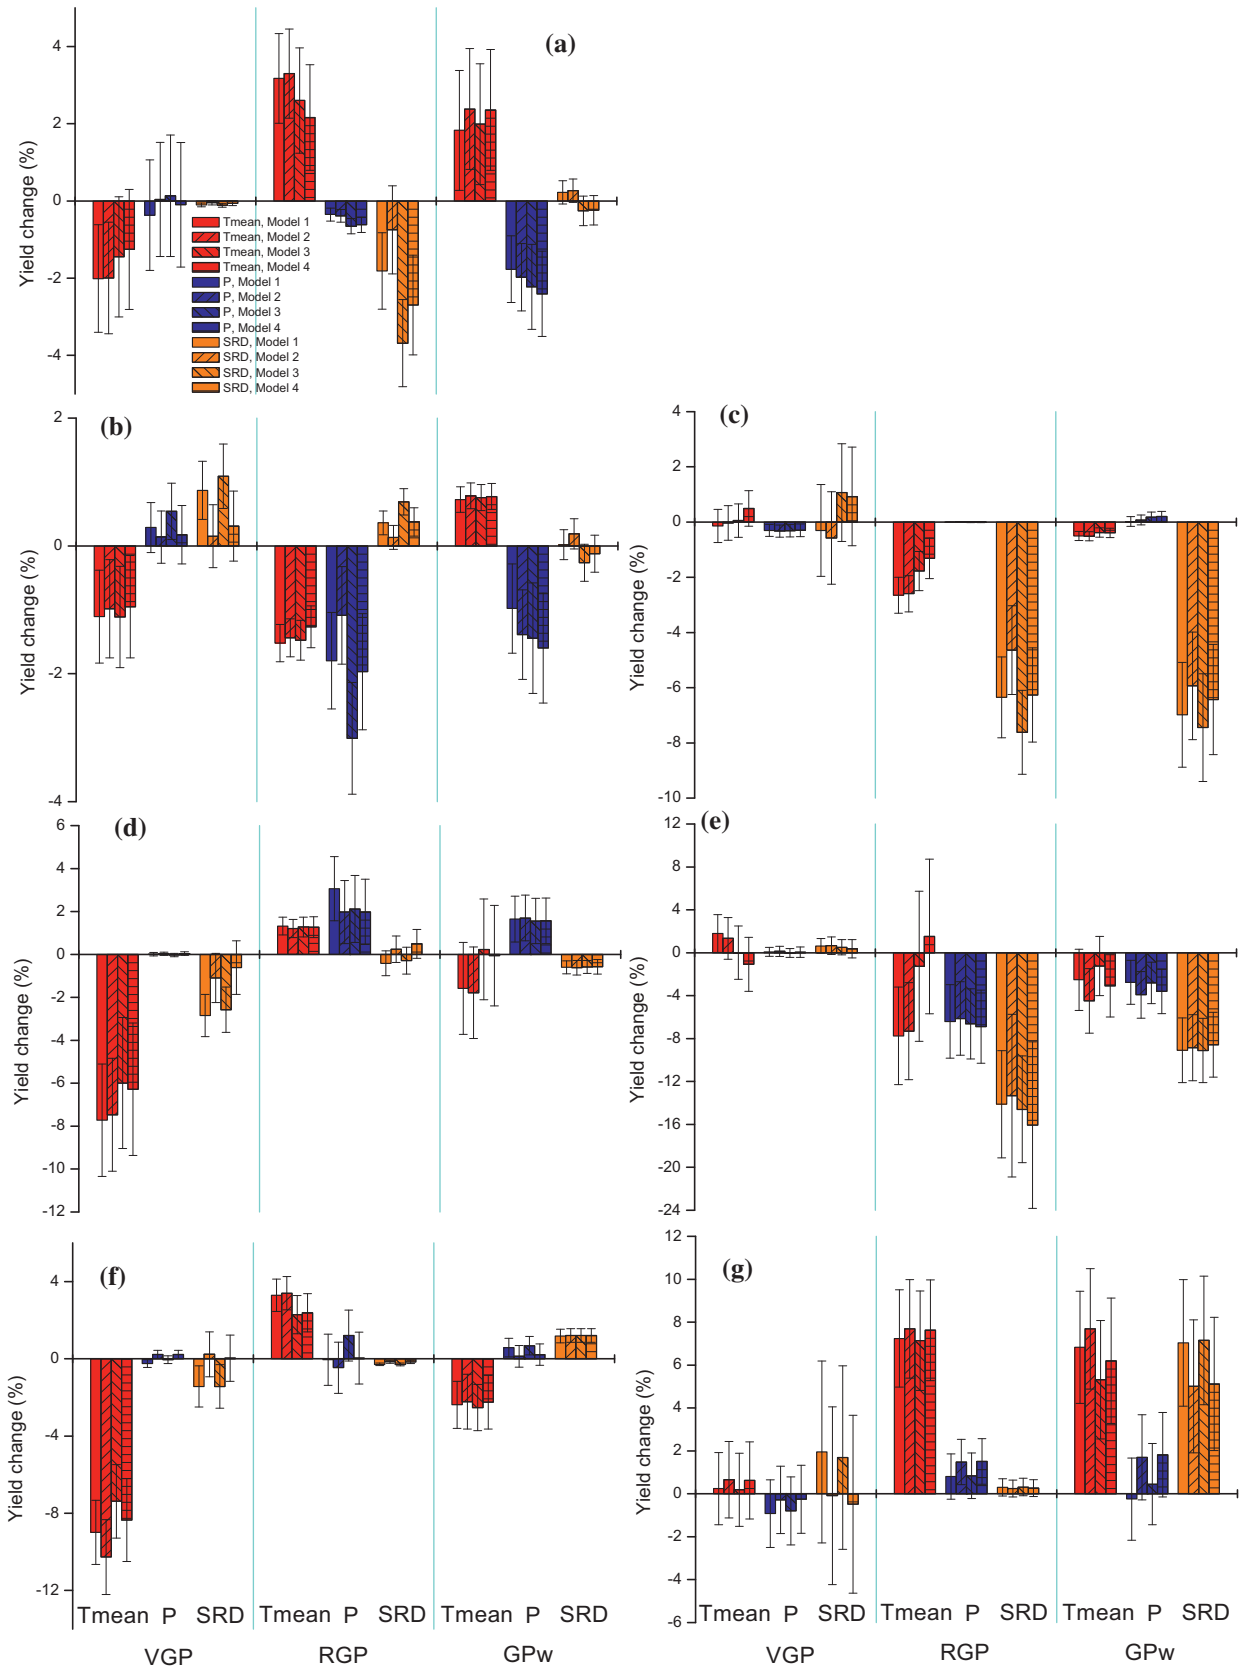 (a)
Yield change (%)
4
2
0
-2
-4
Tmean, Model 1
Tmean, Model 2
Tmean, Model 3
Tmean, Model 4
P, Model 1
P, Model 2
P, Model 3
P, Model 4
SRD, Model 1
SRD, Model 2
SRD, Model 3
SRD, Model 4
(b)
Yield change (%)
2
0
-2
-4
(c)
Yield change (%)
4
2
0
-2
-4
-6
-8
-10
(d)
Yield change (%)
6
4
2
0
-2
-4
-6
-8
-10
-12
(e)
Yield change (%)
12
8
4
0
-4
-8
-12
-16
-20
-24
(f)
Yield change (%)
4
0
-4
-8
-12
Tmean P SRD Tmean P SRD Tmean P SRD
VGP RGP GPw
(g)
Yield change (%)
12
10
8
6
4
2
0
-2
-4
-6
Tmean P SRD Tmean P SRD Tmean P SRD
VGP RGP GPw